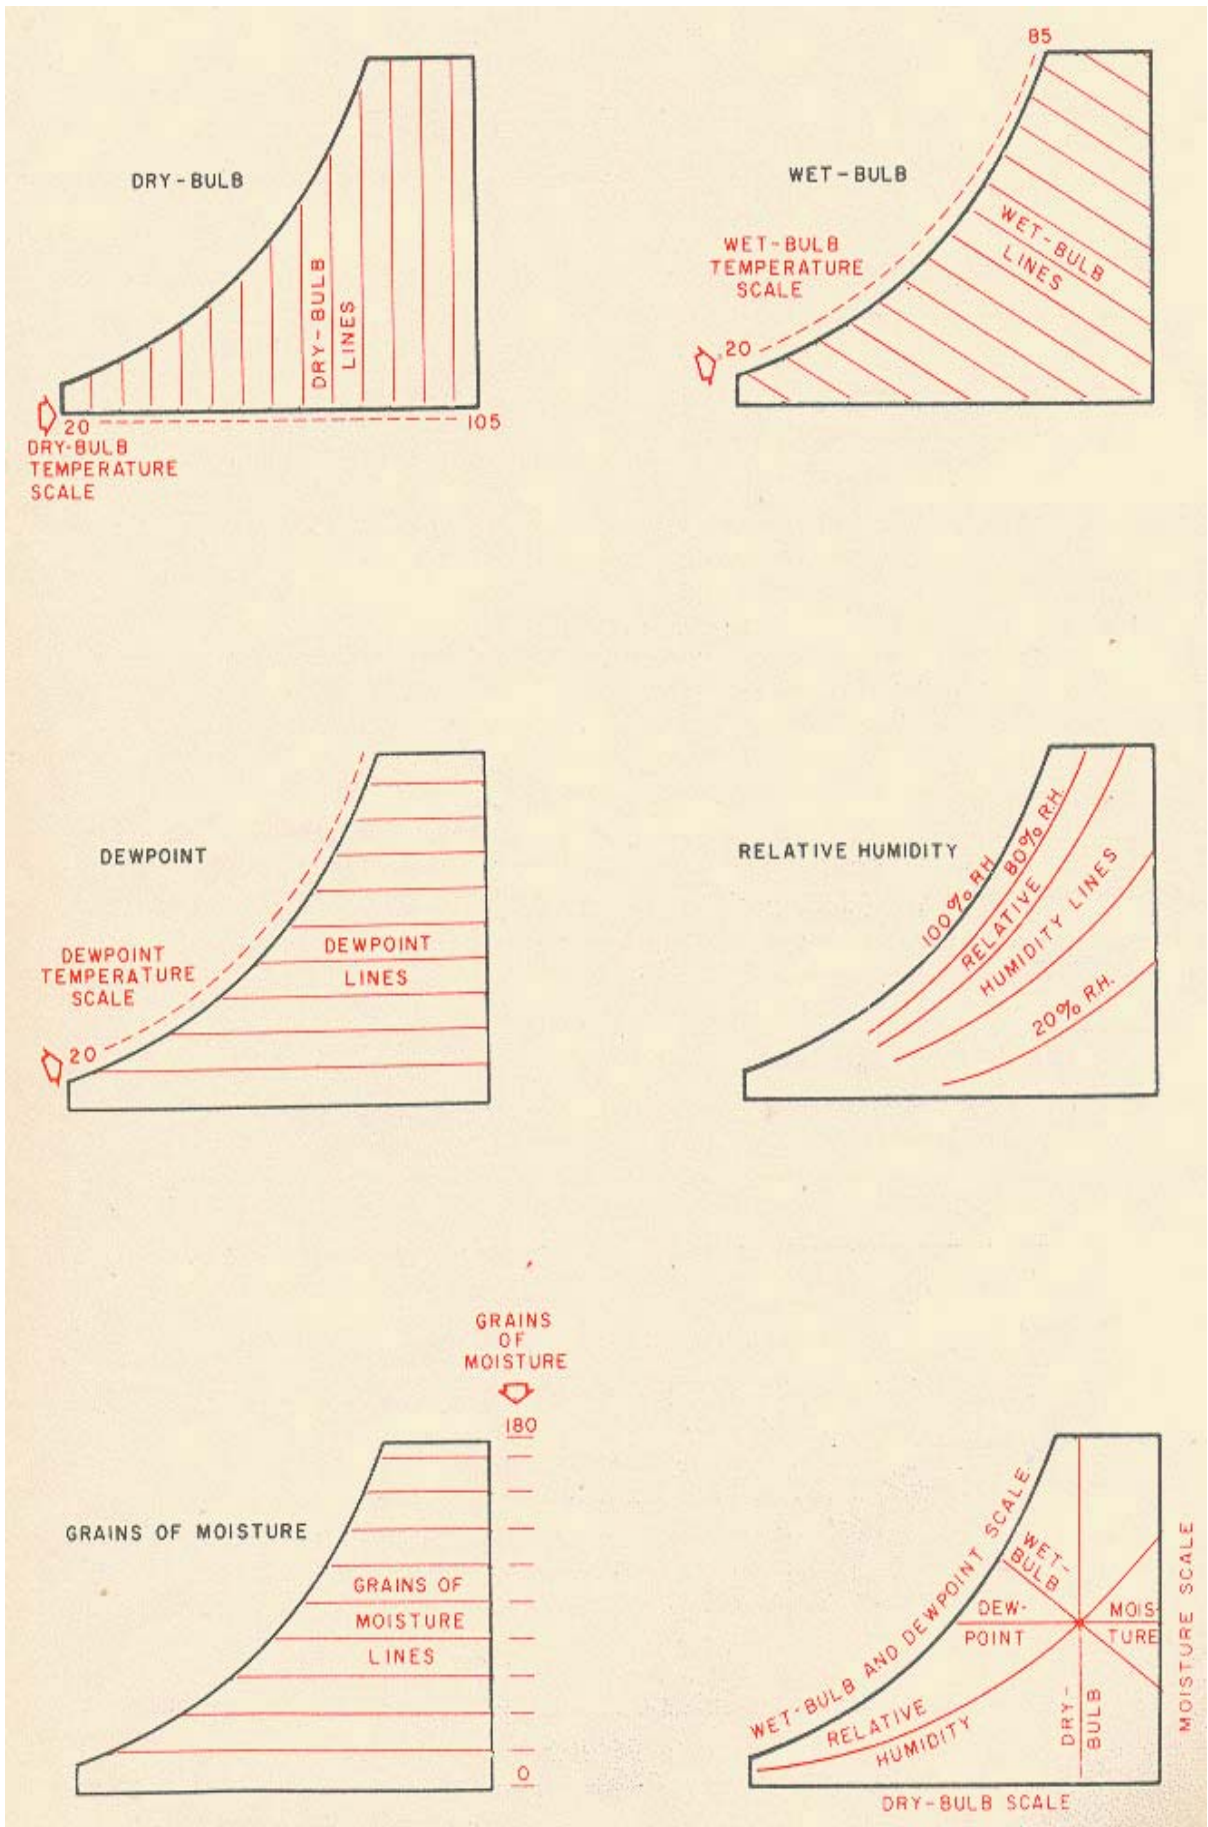 DRY-BULB
DRY-BULB
LINES
20
105
DRY-BULB
TEMPERATURE
SCALE
85
WET-BULB
WET-BULB
TEMPERATURE
SCALE
20
WET-BULB
LINES
DEWPOINT
DEWPOINT
TEMPERATURE
SCALE
20
DEWPOINT
LINES
RELATIVE HUMIDITY
100% RH
80% R.H.
RELATIVE
HUMIDITY LINES
20% R.H.
GRAINS
OF
MOISTURE
180
GRAINS OF MOISTURE
GRAINS OF
MOISTURE
LINES
0
WET-BULB AND DEWPOINT SCALE
WET-
BULB
DEW-
POINT
MOIS-
TURE
RELATIVE
HUMIDITY
DRY-
BULB
MOISTURE SCALE
DRY-BULB SCALE